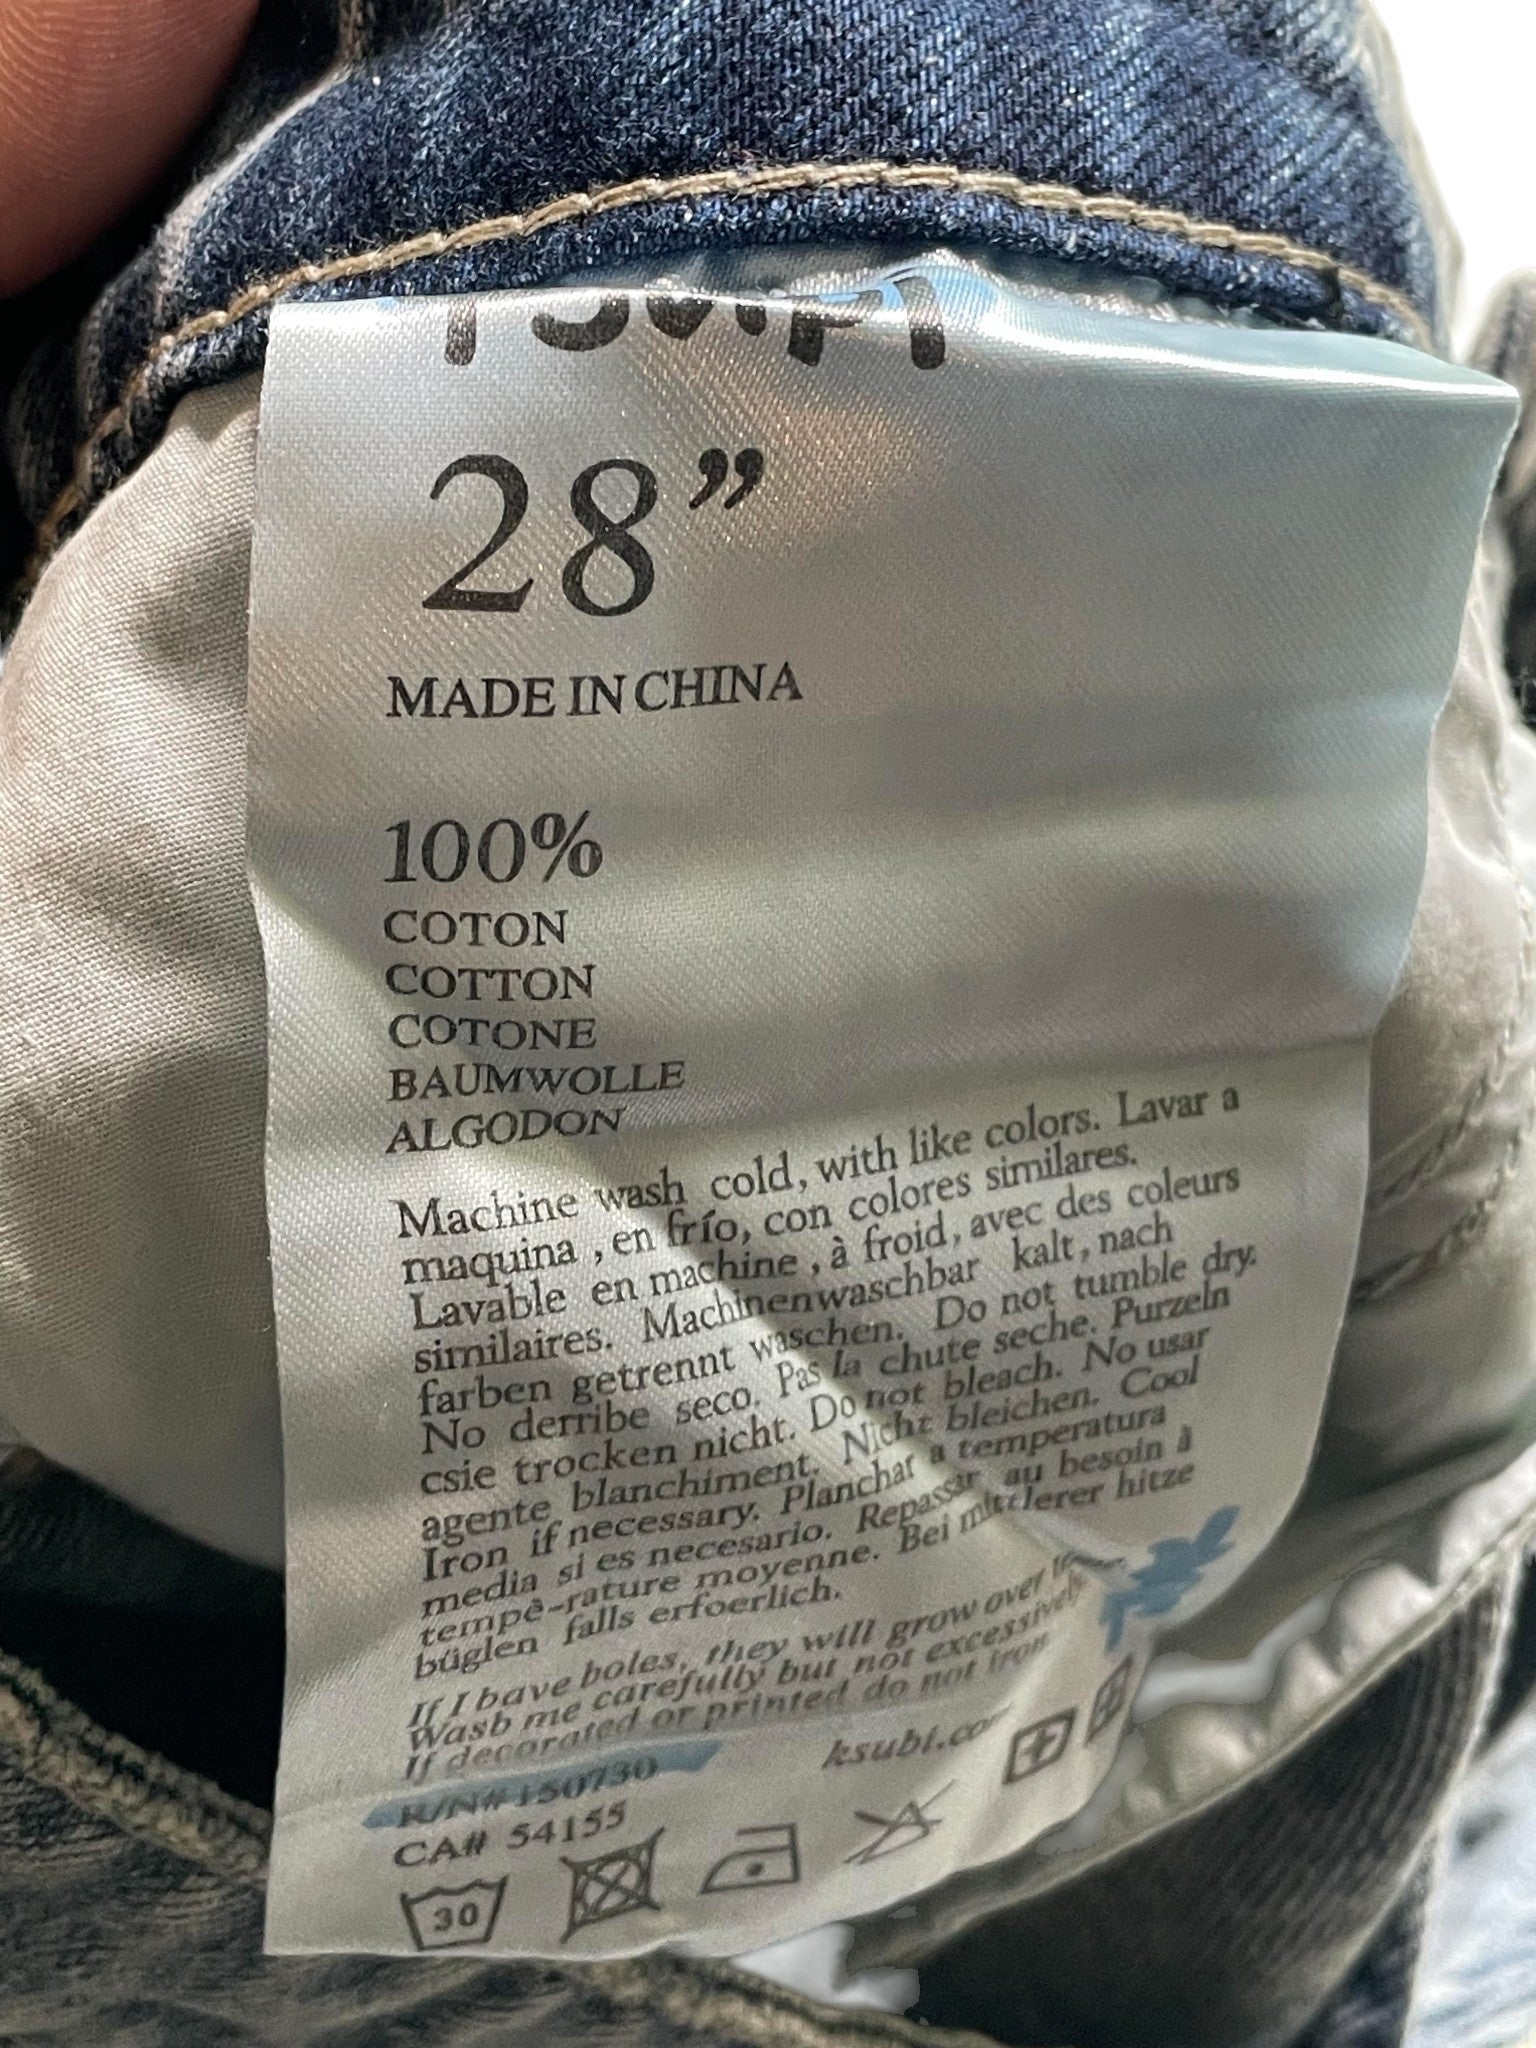 28”
MADE IN CHINA
100%
COTON
COTTON
COTONE
BAUMWOLLE
ALGODON
Machine wash cold, with like colors. Lavar a
maquina , en frío, con colores similares.
Lavable en machine , à froid, avec des couleurs
similaires. Machinenwaschbar kalt, nach
farben getrennt waschen. Do not tumble dry.
No derribe seco. Pas la chute seche. Purzeln
csie trocken nicht. Do not bleach. No usar
agente blanchiment. Nicht bleichen. Cool
Iron if necessary. Planchar a temperatura
media si es necesario. Repassar au besoin à
tempê-rature moyenne. Bei mittlerer hitze
büglen falls erfoerlich.
If I have holes, they will grow over
Wash me carefully but not excessively
If decorated or printed do not iron
ksubi.co
R/N# 150730
CA# 54155
30